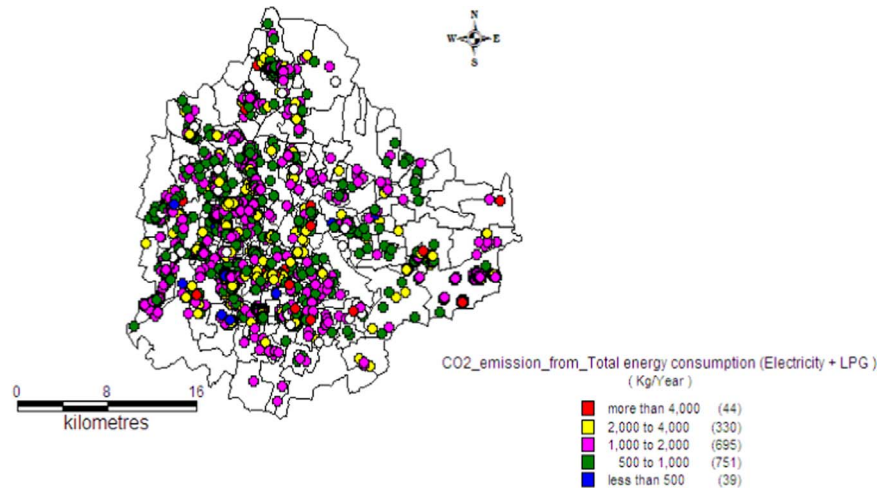 N
W E
S
CO2_emission_from_Total energy consumption (Electricity + LPG )
( Kg/Year )
0 8 16
kilometres
more than 4,000 (44)
2,000 to 4,000 (330)
1,000 to 2,000 (695)
500 to 1,000 (751)
less than 500 (39)